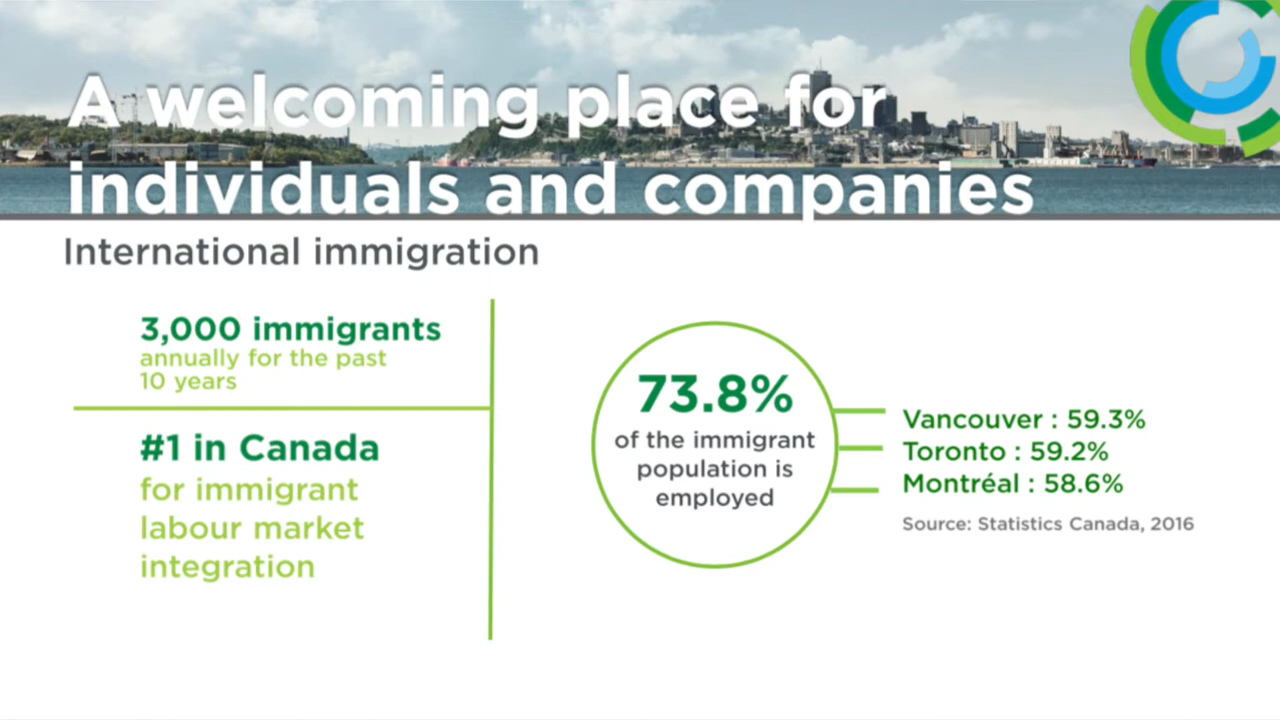 A welcoming place for
individuals and companies
International immigration
3,000 immigrants
annually for the past
10 years
#1 in Canada
for immigrant
labour market
integration
73.8%
of the immigrant
population is
employed
Vancouver : 59.3%
Toronto : 59.2%
Montréal : 58.6%
Source: Statistics Canada, 2016